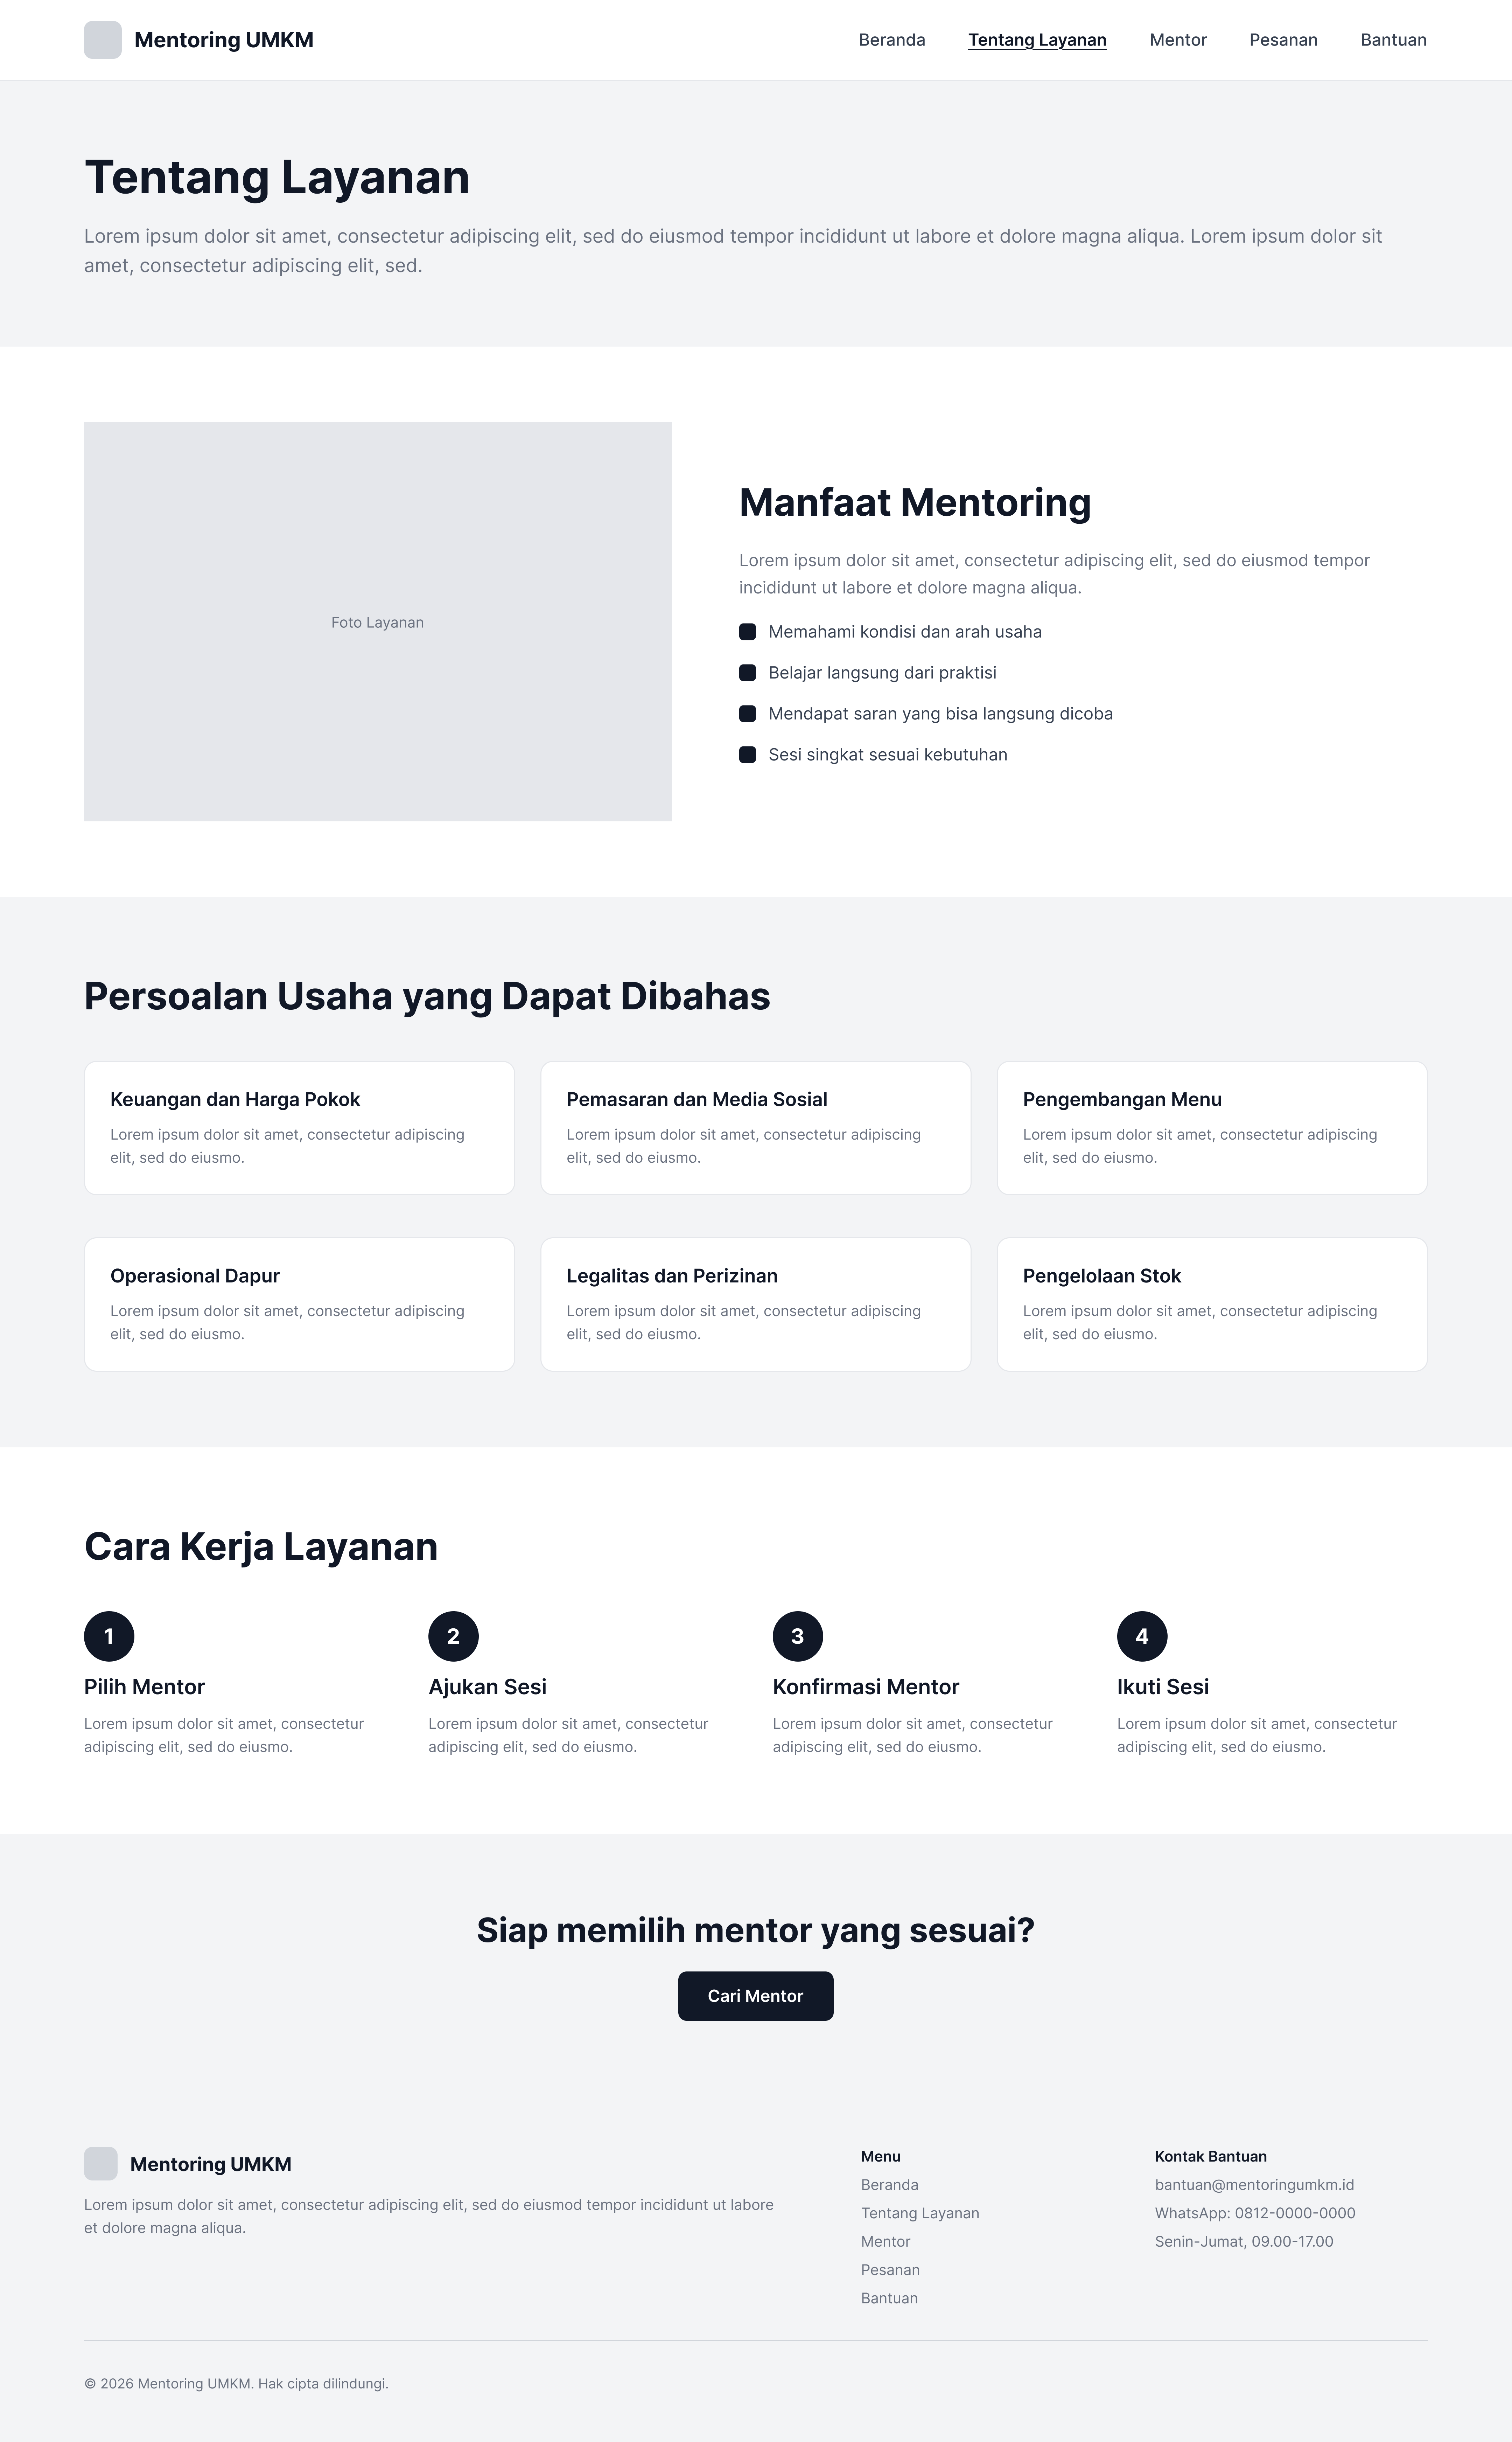 Mentoring UMKM
Beranda
Tentang Layanan
Mentor
Pesanan
Bantuan
Tentang Layanan
Lorem ipsum dolor sit amet, consectetur adipiscing elit, sed do eiusmod tempor incididunt ut labore et dolore magna aliqua. Lorem ipsum dolor sit
amet, consectetur adipiscing elit, sed.
Foto Layanan
Manfaat Mentoring
Lorem ipsum dolor sit amet, consectetur adipiscing elit, sed do eiusmod tempor
incididunt ut labore et dolore magna aliqua.
Memahami kondisi dan arah usaha
Belajar langsung dari praktisi
Mendapat saran yang bisa langsung dicoba
Sesi singkat sesuai kebutuhan
Persoalan Usaha yang Dapat Dibahas
Keuangan dan Harga Pokok
Lorem ipsum dolor sit amet, consectetur adipiscing
elit, sed do eiusmo.
Pemasaran dan Media Sosial
Lorem ipsum dolor sit amet, consectetur adipiscing
elit, sed do eiusmo.
Pengembangan Menu
Lorem ipsum dolor sit amet, consectetur adipiscing
elit, sed do eiusmo.
Operasional Dapur
Lorem ipsum dolor sit amet, consectetur adipiscing
elit, sed do eiusmo.
Legalitas dan Perizinan
Lorem ipsum dolor sit amet, consectetur adipiscing
elit, sed do eiusmo.
Pengelolaan Stok
Lorem ipsum dolor sit amet, consectetur adipiscing
elit, sed do eiusmo.
Cara Kerja Layanan
1
Pilih Mentor
Lorem ipsum dolor sit amet, consectetur
adipiscing elit, sed do eiusmo.
2
Ajukan Sesi
Lorem ipsum dolor sit amet, consectetur
adipiscing elit, sed do eiusmo.
3
Konfirmasi Mentor
Lorem ipsum dolor sit amet, consectetur
adipiscing elit, sed do eiusmo.
4
Ikuti Sesi
Lorem ipsum dolor sit amet, consectetur
adipiscing elit, sed do eiusmo.
Siap memilih mentor yang sesuai?
Cari Mentor
Mentoring UMKM
Lorem ipsum dolor sit amet, consectetur adipiscing elit, sed do eiusmod tempor incididunt ut labore
et dolore magna aliqua.
Menu
Beranda
Tentang Layanan
Mentor
Pesanan
Bantuan
Kontak Bantuan
bantuan@mentoringumkm.id
WhatsApp: 0812-0000-0000
Senin-Jumat, 09.00-17.00
© 2026 Mentoring UMKM. Hak cipta dilindungi.